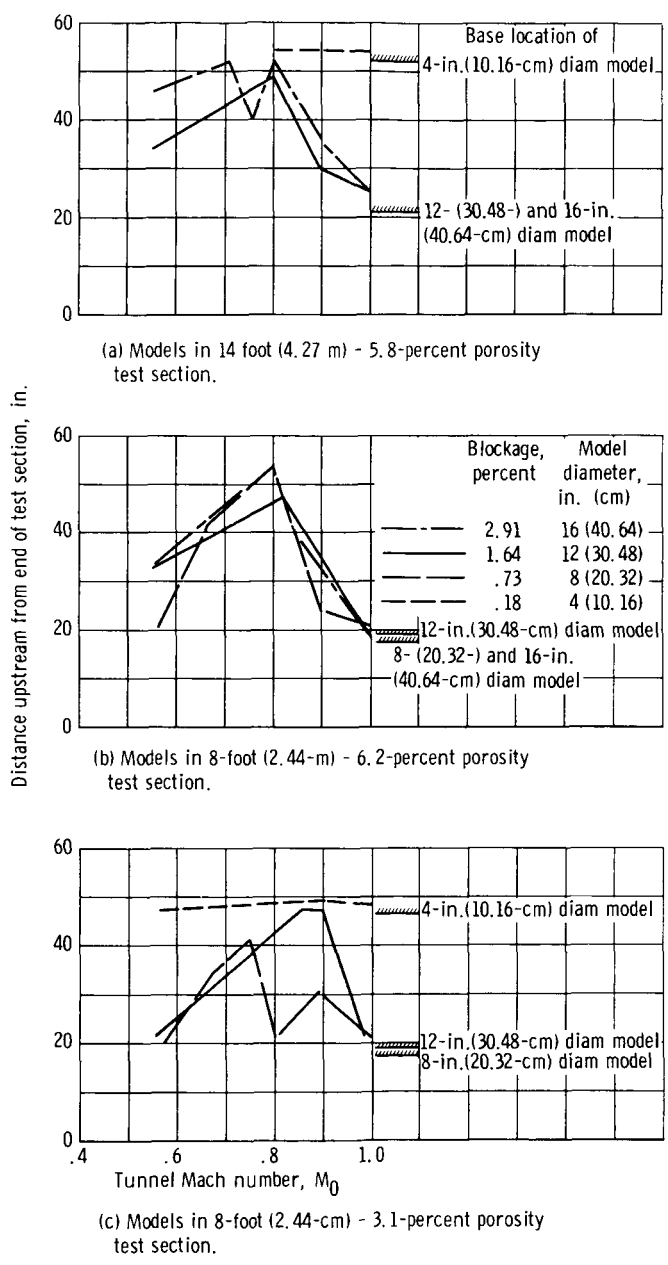 60
40
20
0
Base location of
4-in.(10.16-cm) diam model
12- (30.48-) and 16-in.
(40.64-cm) diam model
(a) Models in 14 foot (4.27 m) - 5.8-percent porosity
test section.
Distance upstream from end of test section, in.
60
40
20
0
Blockage, Model
percent diameter,
in. (cm)
2.91 16 (40.64)
1.64 12 (30.48)
.73 8 (20.32)
.18 4 (10.16)
12-in.(30.48-cm) diam model
8- (20.32-) and 16-in.
(40.64-cm) diam model
(b) Models in 8-foot (2.44-m) - 6.2-percent porosity
test section.
60
40
20
0
4-in.(10.16-cm) diam model
12-in.(30.48-cm) diam model
8-in.(20.32-cm) diam model
.4 .6 .8 1.0
Tunnel Mach number, M0
(c) Models in 8-foot (2.44-cm) - 3.1-percent porosity
test section.